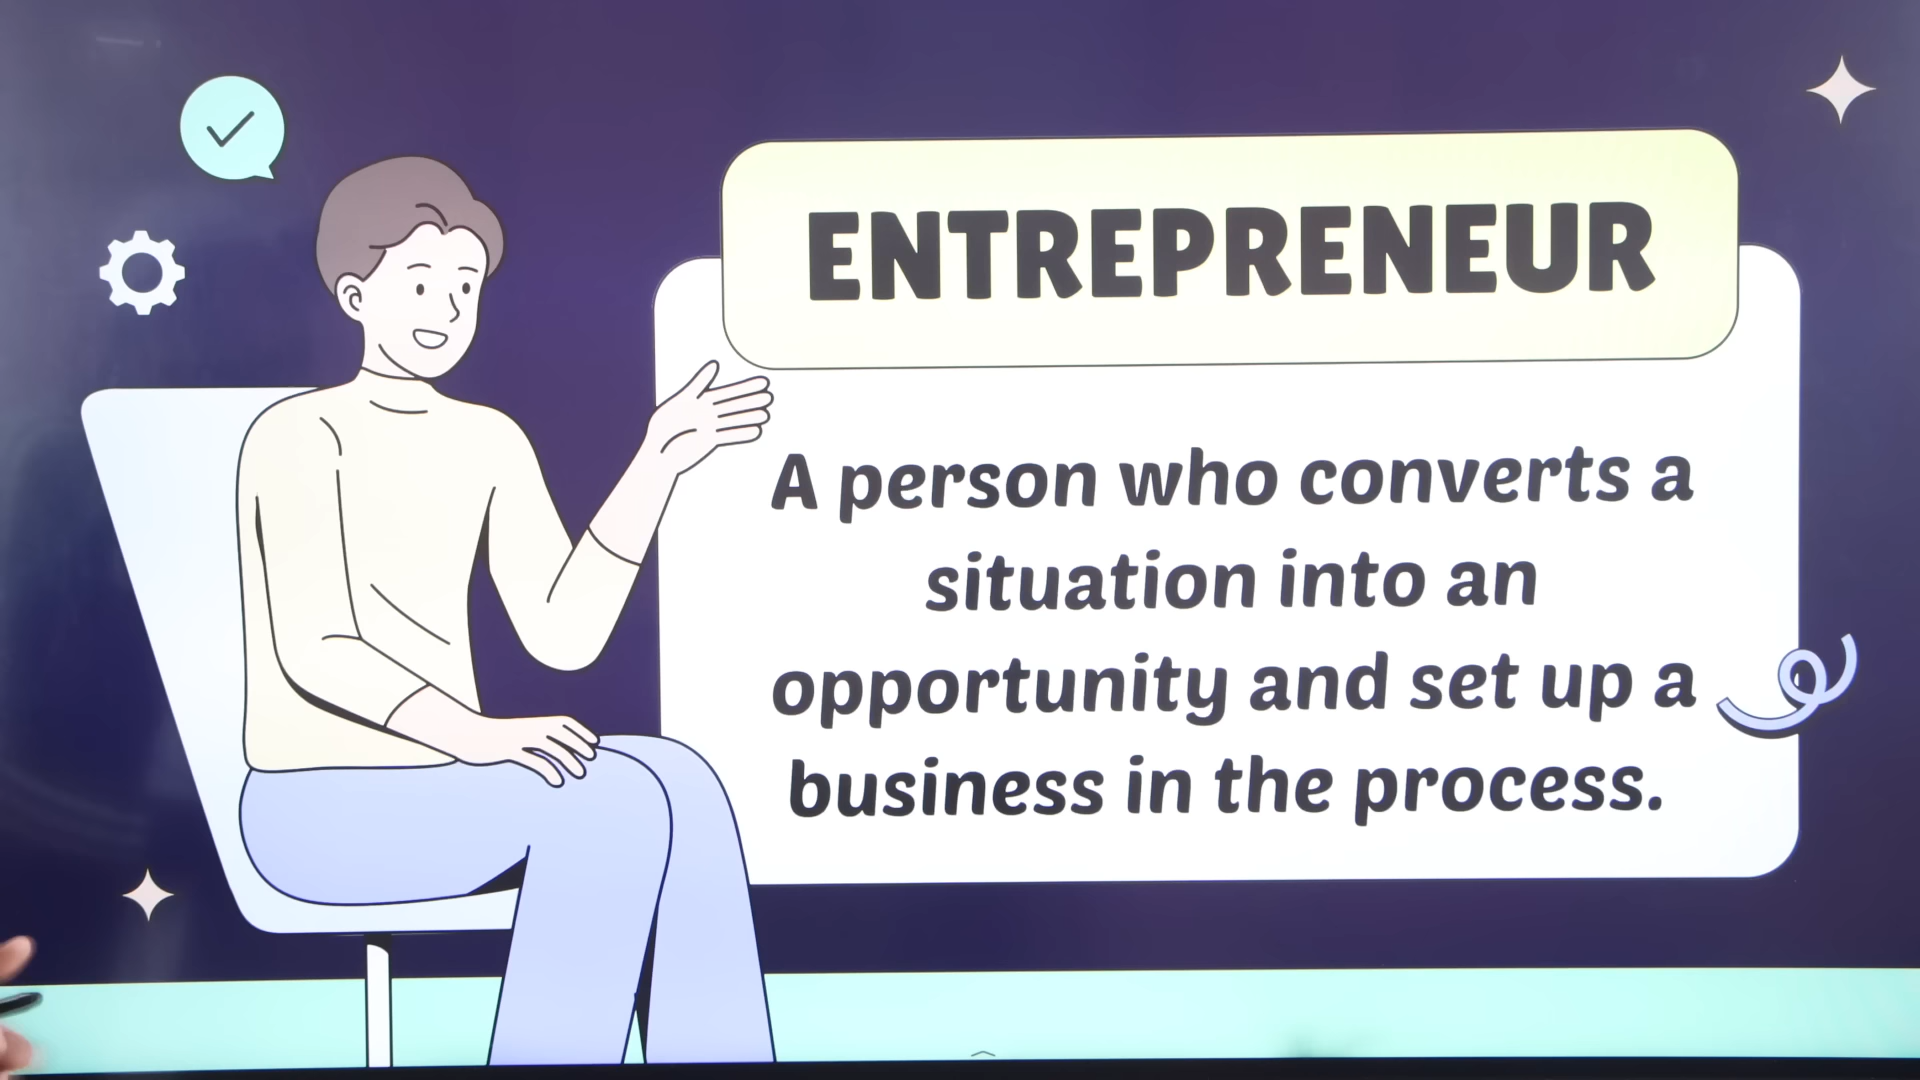 ENTREPRENEUR
A person who converts a
situation into an
opportunity and set up a
business in the process.